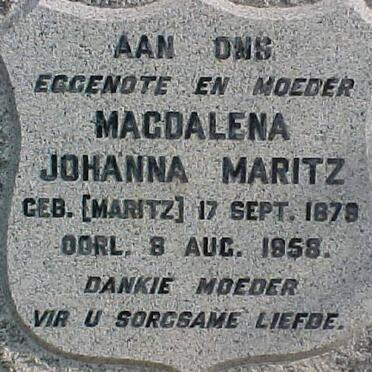 AAN ONS
EGGENOTE EN MOEDER
MAGDALENA
JOHANNA MARITZ
GEB. [MARITZ] 17 SEPT. 1879
OORL. 8 AUG. 1958.
DANKIE MOEDER
VIR U SORGSAME LIEFDE.